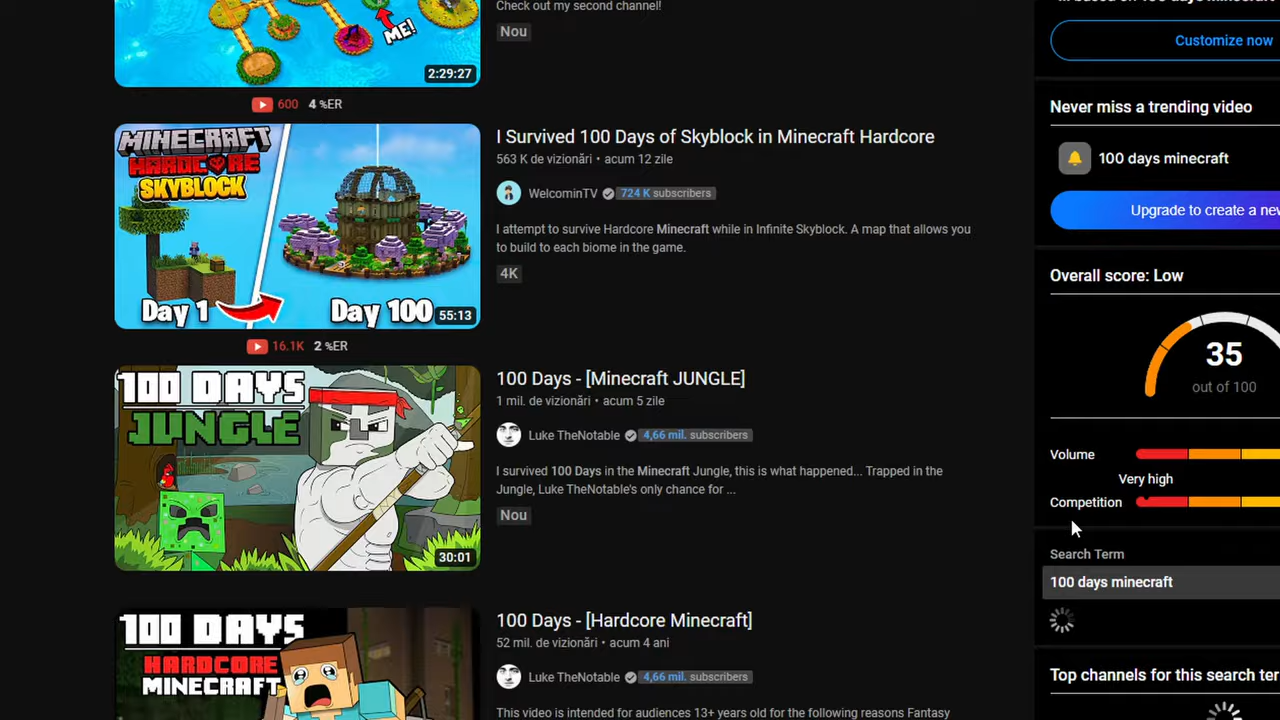 Check out my second channel!
ME!
Nou
2:29:27
600 4 %ER
MINECRAFT
HARDCORE
SKYBLOCK
Day 1
Day 100
55:13
I Survived 100 Days of Skyblock in Minecraft Hardcore
563 K de vizionări • acum 12 zile
WelcominTV 724 K subscribers
I attempt to survive Hardcore Minecraft while in Infinite Skyblock. A map that allows you
to build to each biome in the game.
4K
16.1K 2 %ER
100 DAYS
JUNGLE
30:01
100 Days - [Minecraft JUNGLE]
1 mil. de vizionări • acum 5 zile
Luke TheNotable 4,66 mil. subscribers
I survived 100 Days in the Minecraft Jungle, this is what happened... Trapped in the
Jungle, Luke TheNotable's only chance for ...
Nou
100 DAYS
HARDCORE
MINECRAFT
100 Days - [Hardcore Minecraft]
52 mil. de vizionări • acum 4 ani
Luke TheNotable 4,66 mil. subscribers
This video is intended for audiences 13+ years old for the following reasons Fantasy
Customize now
Never miss a trending video
100 days minecraft
Upgrade to create a new
Overall score: Low
35
out of 100
Volume
Very high
Competition
Search Term
100 days minecraft
Top channels for this search ter